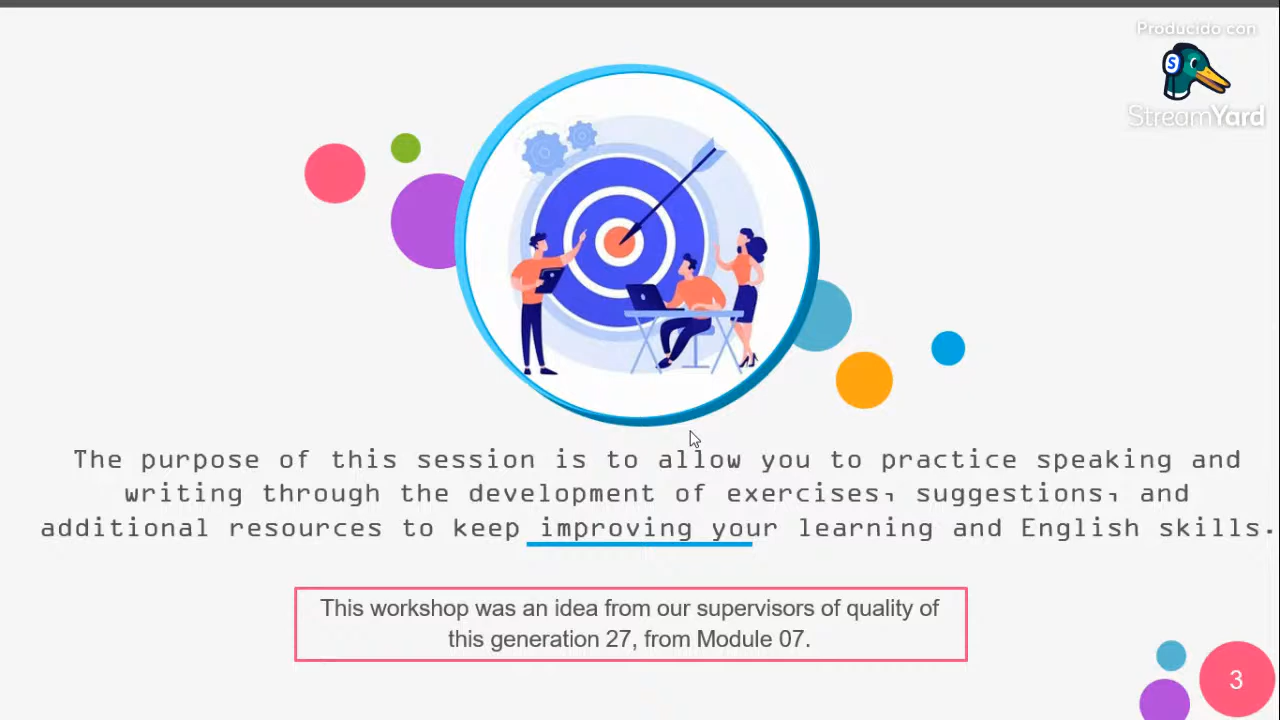 Producido con
StreamYard
The purpose of this session is to allow you to practice speaking and
writing through the development of exercises, suggestions, and
additional resources to keep improving your learning and English skills.
This workshop was an idea from our supervisors of quality of
this generation 27, from Module 07.
3